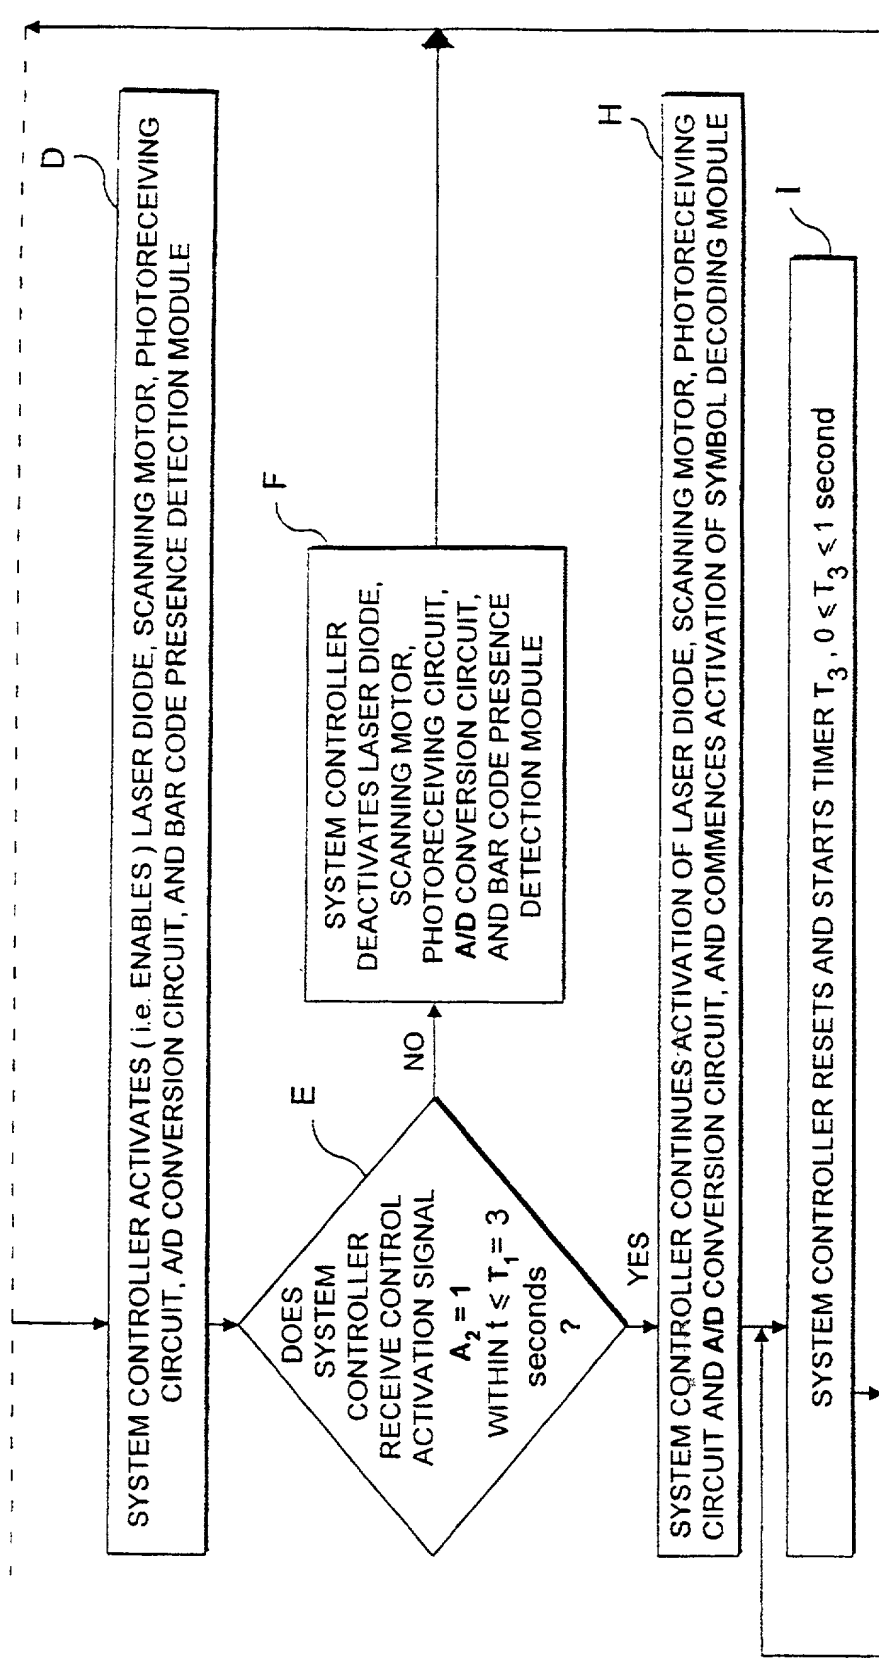 D
SYSTEM CONTROLLER ACTIVATES ( i.e. ENABLES ) LASER DIODE, SCANNING MOTOR, PHOTORECEIVING
CIRCUIT, A/D CONVERSION CIRCUIT, AND BAR CODE PRESENCE DETECTION MODULE
E
DOES
SYSTEM
CONTROLLER
RECEIVE CONTROL
ACTIVATION SIGNAL
A₂ = 1
WITHIN t ⩽ T₁ = 3
seconds
?
NO
F
SYSTEM CONTROLLER
DEACTIVATES LASER DIODE,
SCANNING MOTOR,
PHOTORECEIVING CIRCUIT,
A/D CONVERSION CIRCUIT,
AND BAR CODE PRESENCE
DETECTION MODULE
YES
H
SYSTEM CONTROLLER CONTINUES ACTIVATION OF LASER DIODE, SCANNING MOTOR, PHOTORECEIVING
CIRCUIT AND A/D CONVERSION CIRCUIT, AND COMMENCES ACTIVATION OF SYMBOL DECODING MODULE
I
SYSTEM CONTROLLER RESETS AND STARTS TIMER T₃ , 0 ⩽ T₃ ⩽ 1 second